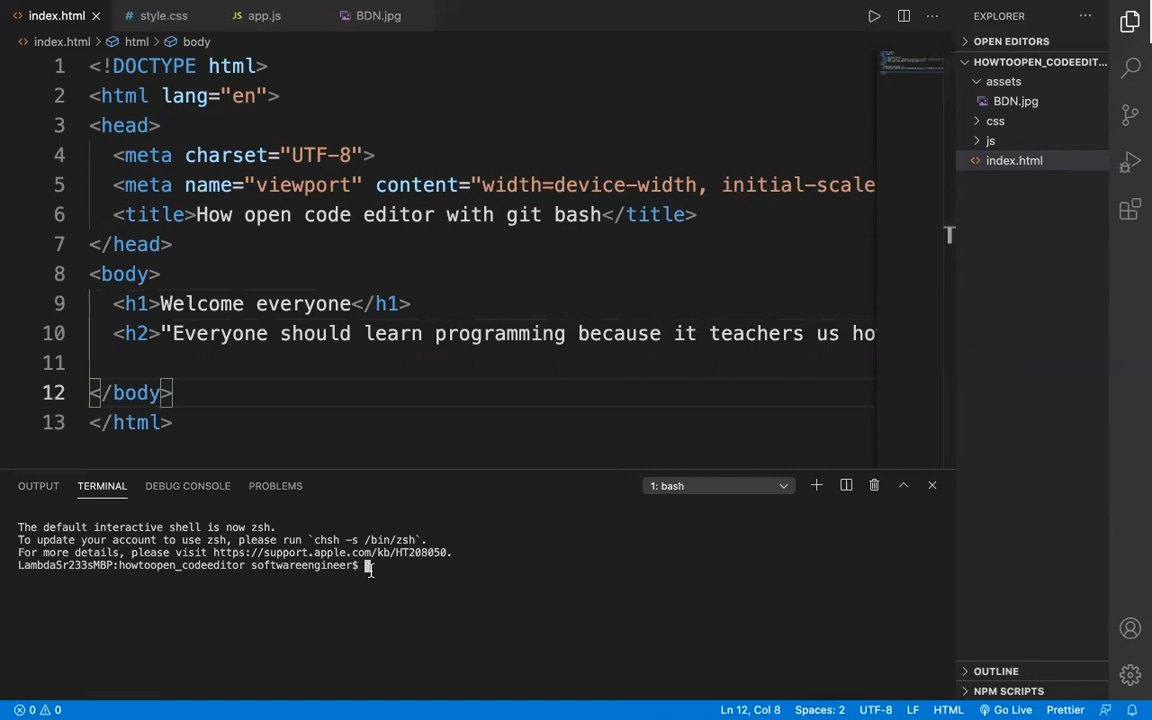 index.html
style.css
app.js
BDN.jpg
EXPLORER
index.html
html
body
OPEN EDITORS
HOWTOOPEN_CODEEDIT...
assets
BDN.jpg
css
js
index.html
1 <!DOCTYPE html>
2 <html lang="en">
3 <head>
4 <meta charset="UTF-8">
5 <meta name="viewport" content="width=device-width, initial-scale
6 <title>How open code editor with git bash</title>
7 </head>
8 <body>
9 <h1>Welcome everyone</h1>
10 <h2>"Everyone should learn programming because it teachers us ho
11
12 </body>
13 </html>
T
OUTPUT TERMINAL DEBUG CONSOLE PROBLEMS
1: bash
The default interactive shell is now zsh.
To update your account to use zsh, please run `chsh -s /bin/zsh`.
For more details, please visit https://support.apple.com/kb/HT208050.
LambdaSr233sMBP:howtoopen_codeeditor softwareengineer$
OUTLINE
NPM SCRIPTS
0 0
Ln 12, Col 8 Spaces: 2 UTF-8 LF HTML Go Live Prettier